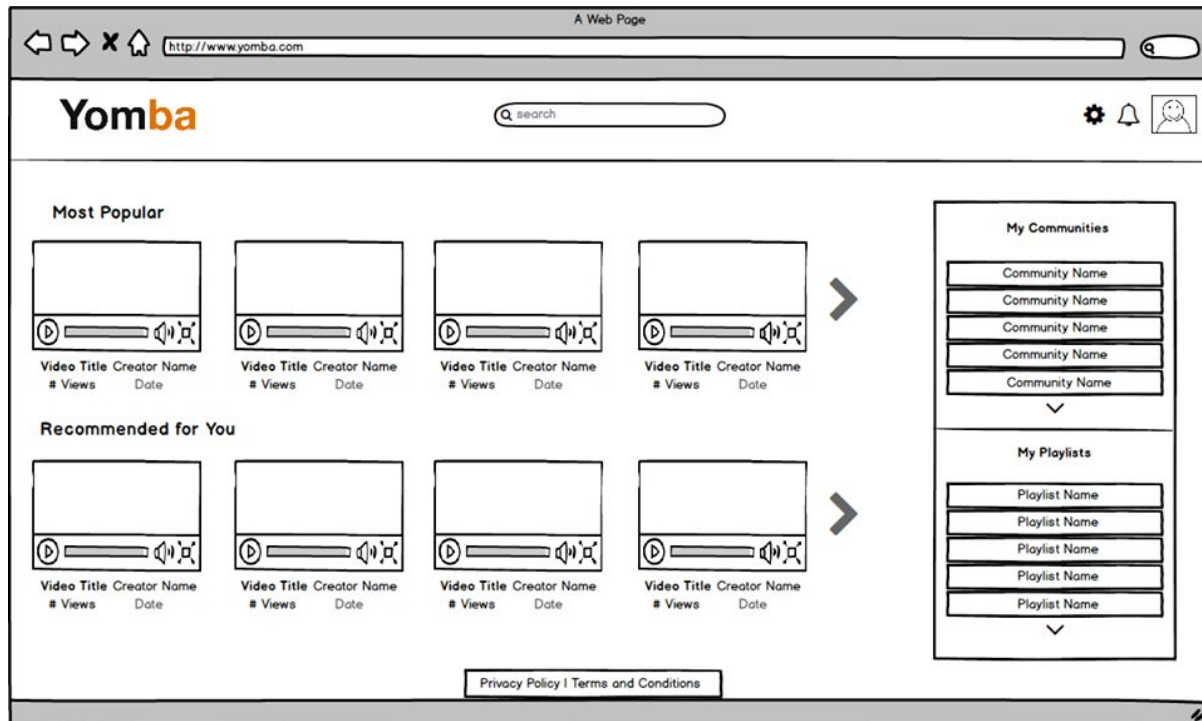 A Web Page
http://www.yomba.com
Yomba
search
Most Popular
Video Title Creator Name
# Views Date
Video Title Creator Name
# Views Date
Video Title Creator Name
# Views Date
Video Title Creator Name
# Views Date
Recommended for You
Video Title Creator Name
# Views Date
Video Title Creator Name
# Views Date
Video Title Creator Name
# Views Date
Video Title Creator Name
# Views Date
My Communities
Community Name
Community Name
Community Name
Community Name
Community Name
My Playlists
Playlist Name
Playlist Name
Playlist Name
Playlist Name
Playlist Name
Privacy Policy | Terms and Conditions